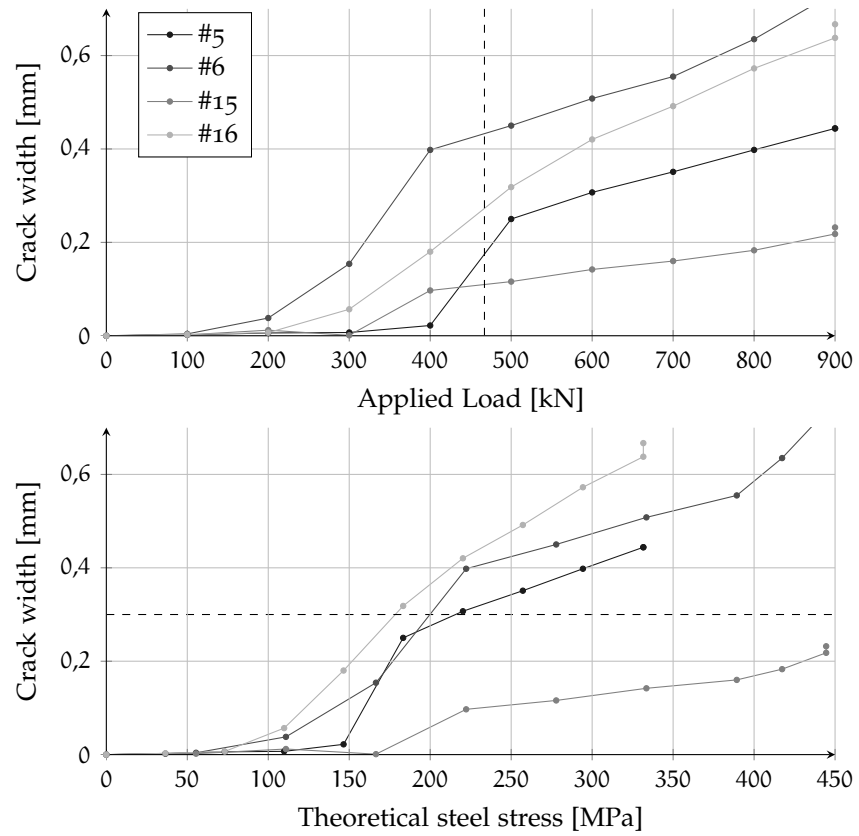 0,6
0,4
0,2
0
Crack width [mm]
#5
#6
#15
#16
0 100 200 300 400 500 600 700 800 900
Applied Load [kN]
0,6
0,4
0,2
0
Crack width [mm]
0 50 100 150 200 250 300 350 400 450
Theoretical steel stress [MPa]